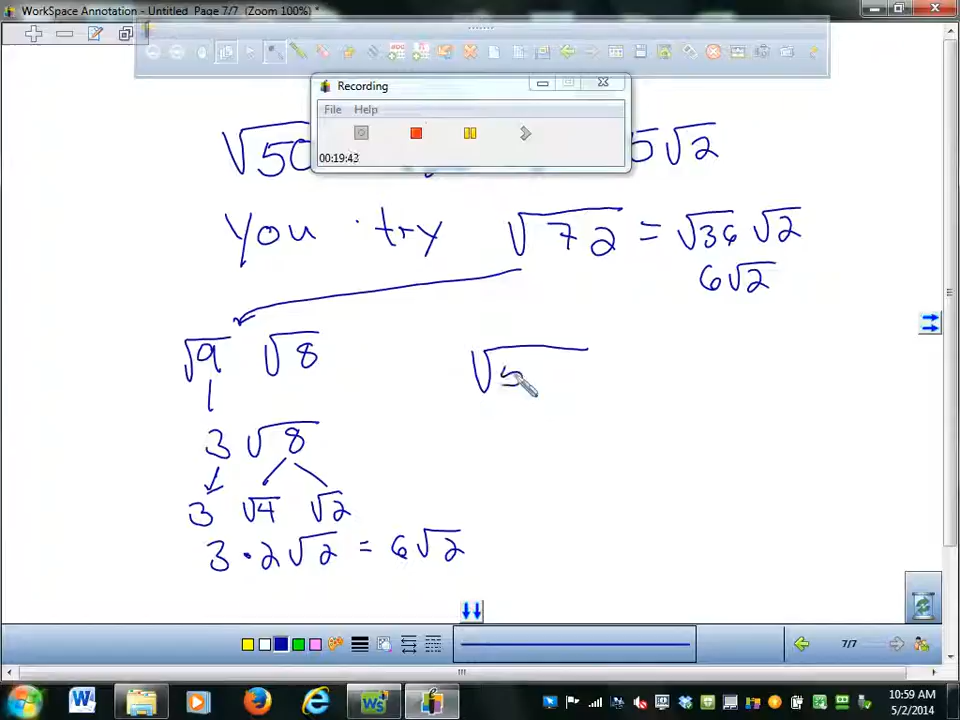 WorkSpace Annotation - Untitled Page 7/7 (Zoom 100%) *
Recording
File Help
00:19:43
√50 5√2
You try √72 = √36 √2
6√2
√9 √8
√5
3 √8
3 √4 √2
3 · 2√2 = 6√2
7/7
10:59 AM
5/2/2014